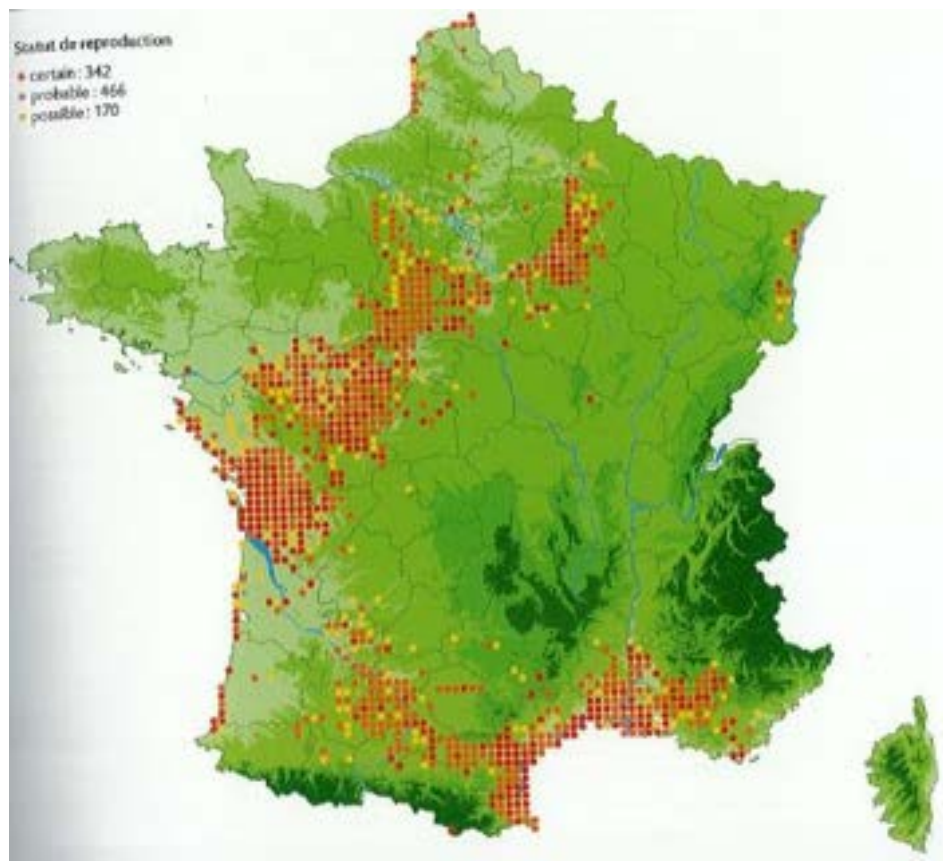 Statut de reproduction
certain : 342
probable : 466
possible : 170